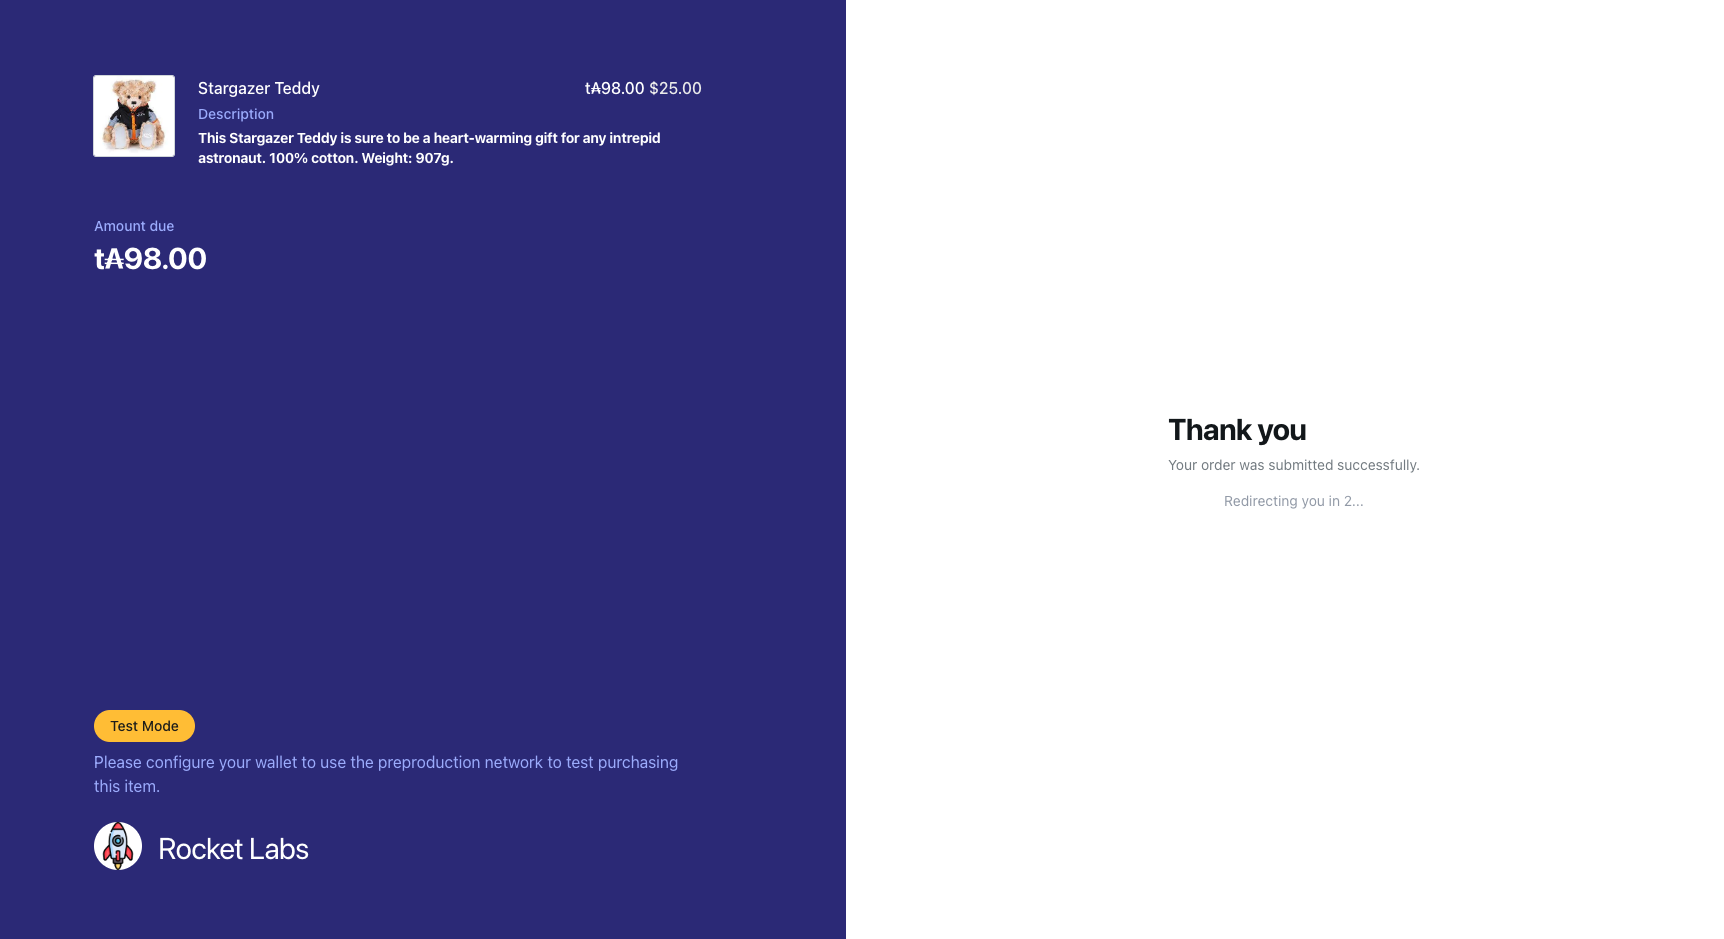 Stargazer Teddy
t₳98.00 $25.00
Description
This Stargazer Teddy is sure to be a heart-warming gift for any intrepid
astronaut. 100% cotton. Weight: 907g.
Amount due
t₳98.00
Test Mode
Please configure your wallet to use the preproduction network to test purchasing
this item.
Rocket Labs
Thank you
Your order was submitted successfully.
Redirecting you in 2...